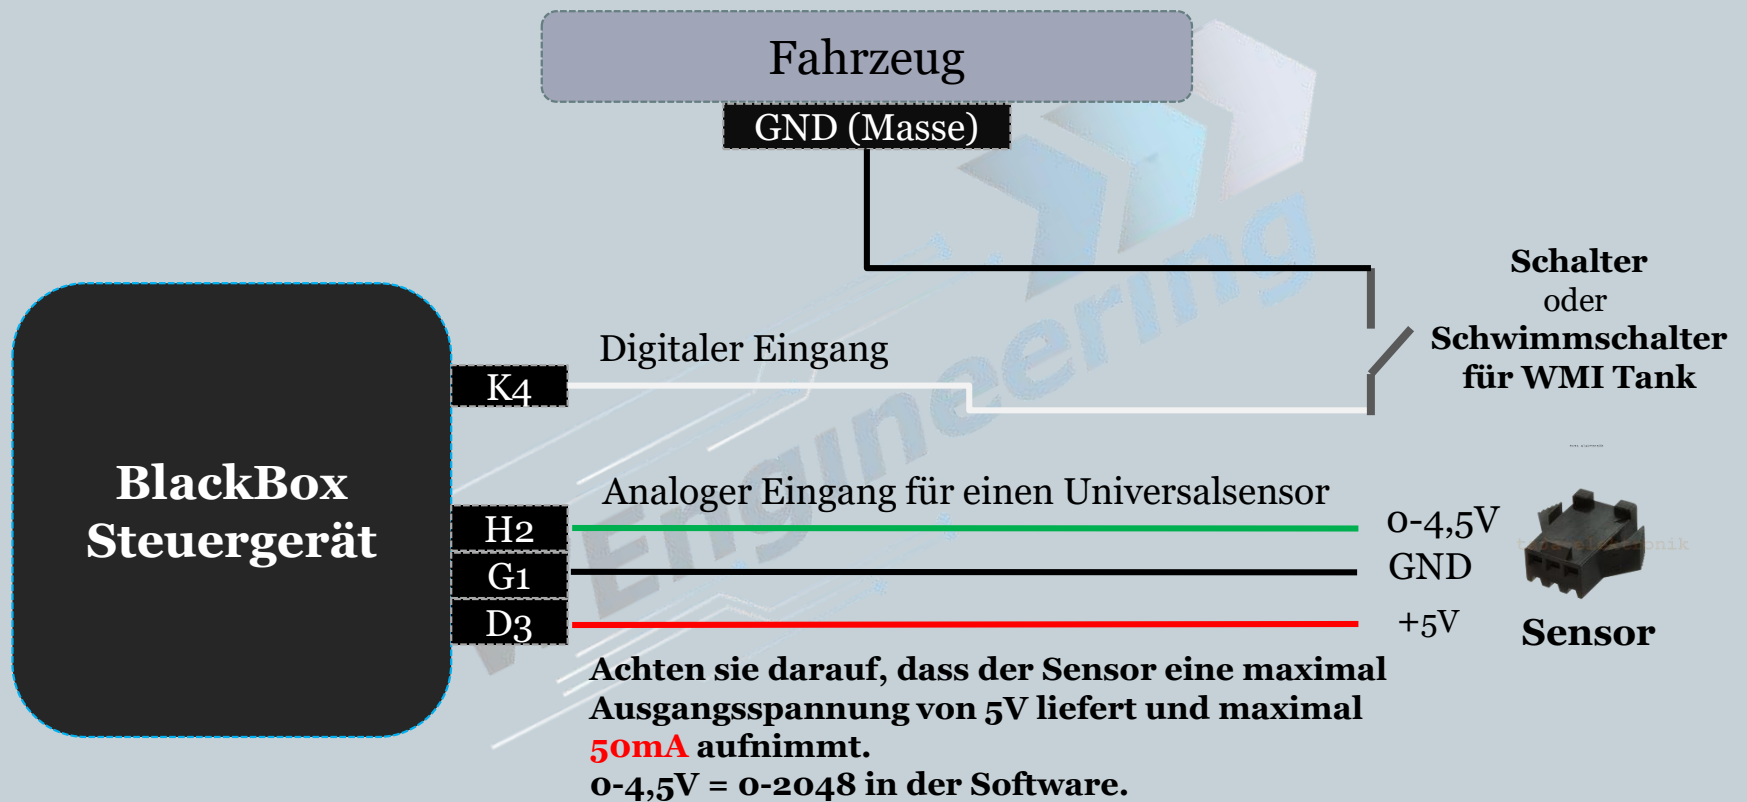 Fahrzeug
GND (Masse)
Schalter
oder
Schwimmschalter
für WMI Tank
Digitaler Eingang
K4
BlackBox
Steuergerät
Analoger Eingang für einen Universalsensor
H2
0-4,5V
G1
GND
D3
+5V
Sensor
Achten sie darauf, dass der Sensor eine maximal
Ausgangsspannung von 5V liefert und maximal
50mA aufnimmt.
0-4,5V = 0-2048 in der Software.
Engineering